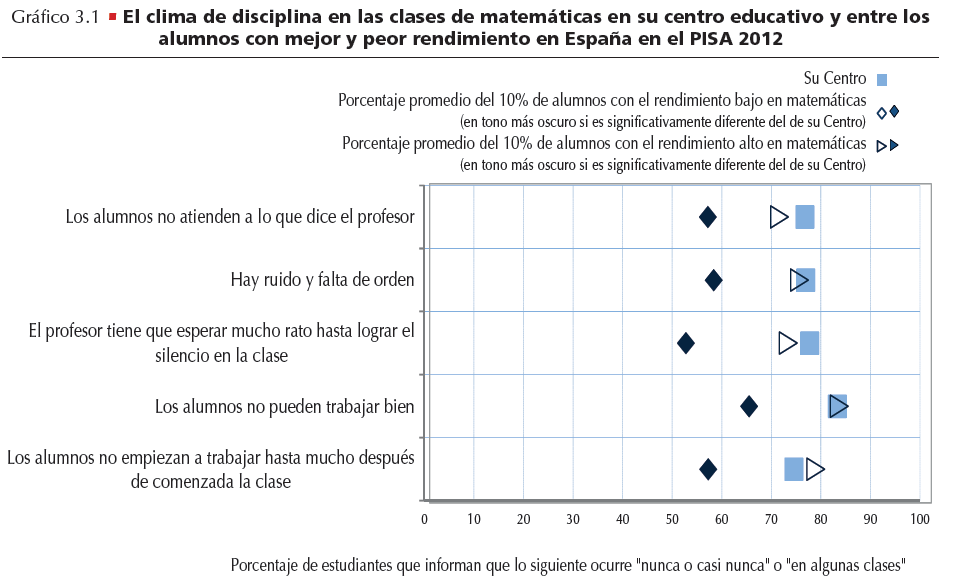 Gráfico 3.1 ▪ El clima de disciplina en las clases de matemáticas en su centro educativo y entre los
alumnos con mejor y peor rendimiento en España en el PISA 2012
Su Centro
Porcentaje promedio del 10% de alumnos con el rendimiento bajo en matemáticas
(en tono más oscuro si es significativamente diferente del de su Centro)
Porcentaje promedio del 10% de alumnos con el rendimiento alto en matemáticas
(en tono más oscuro si es significativamente diferente del de su Centro)
Los alumnos no atienden a lo que dice el profesor
Hay ruido y falta de orden
El profesor tiene que esperar mucho rato hasta lograr el
silencio en la clase
Los alumnos no pueden trabajar bien
Los alumnos no empiezan a trabajar hasta mucho después
de comenzada la clase
0 10 20 30 40 50 60 70 80 90 100
Porcentaje de estudiantes que informan que lo siguiente ocurre "nunca o casi nunca" o "en algunas clases"